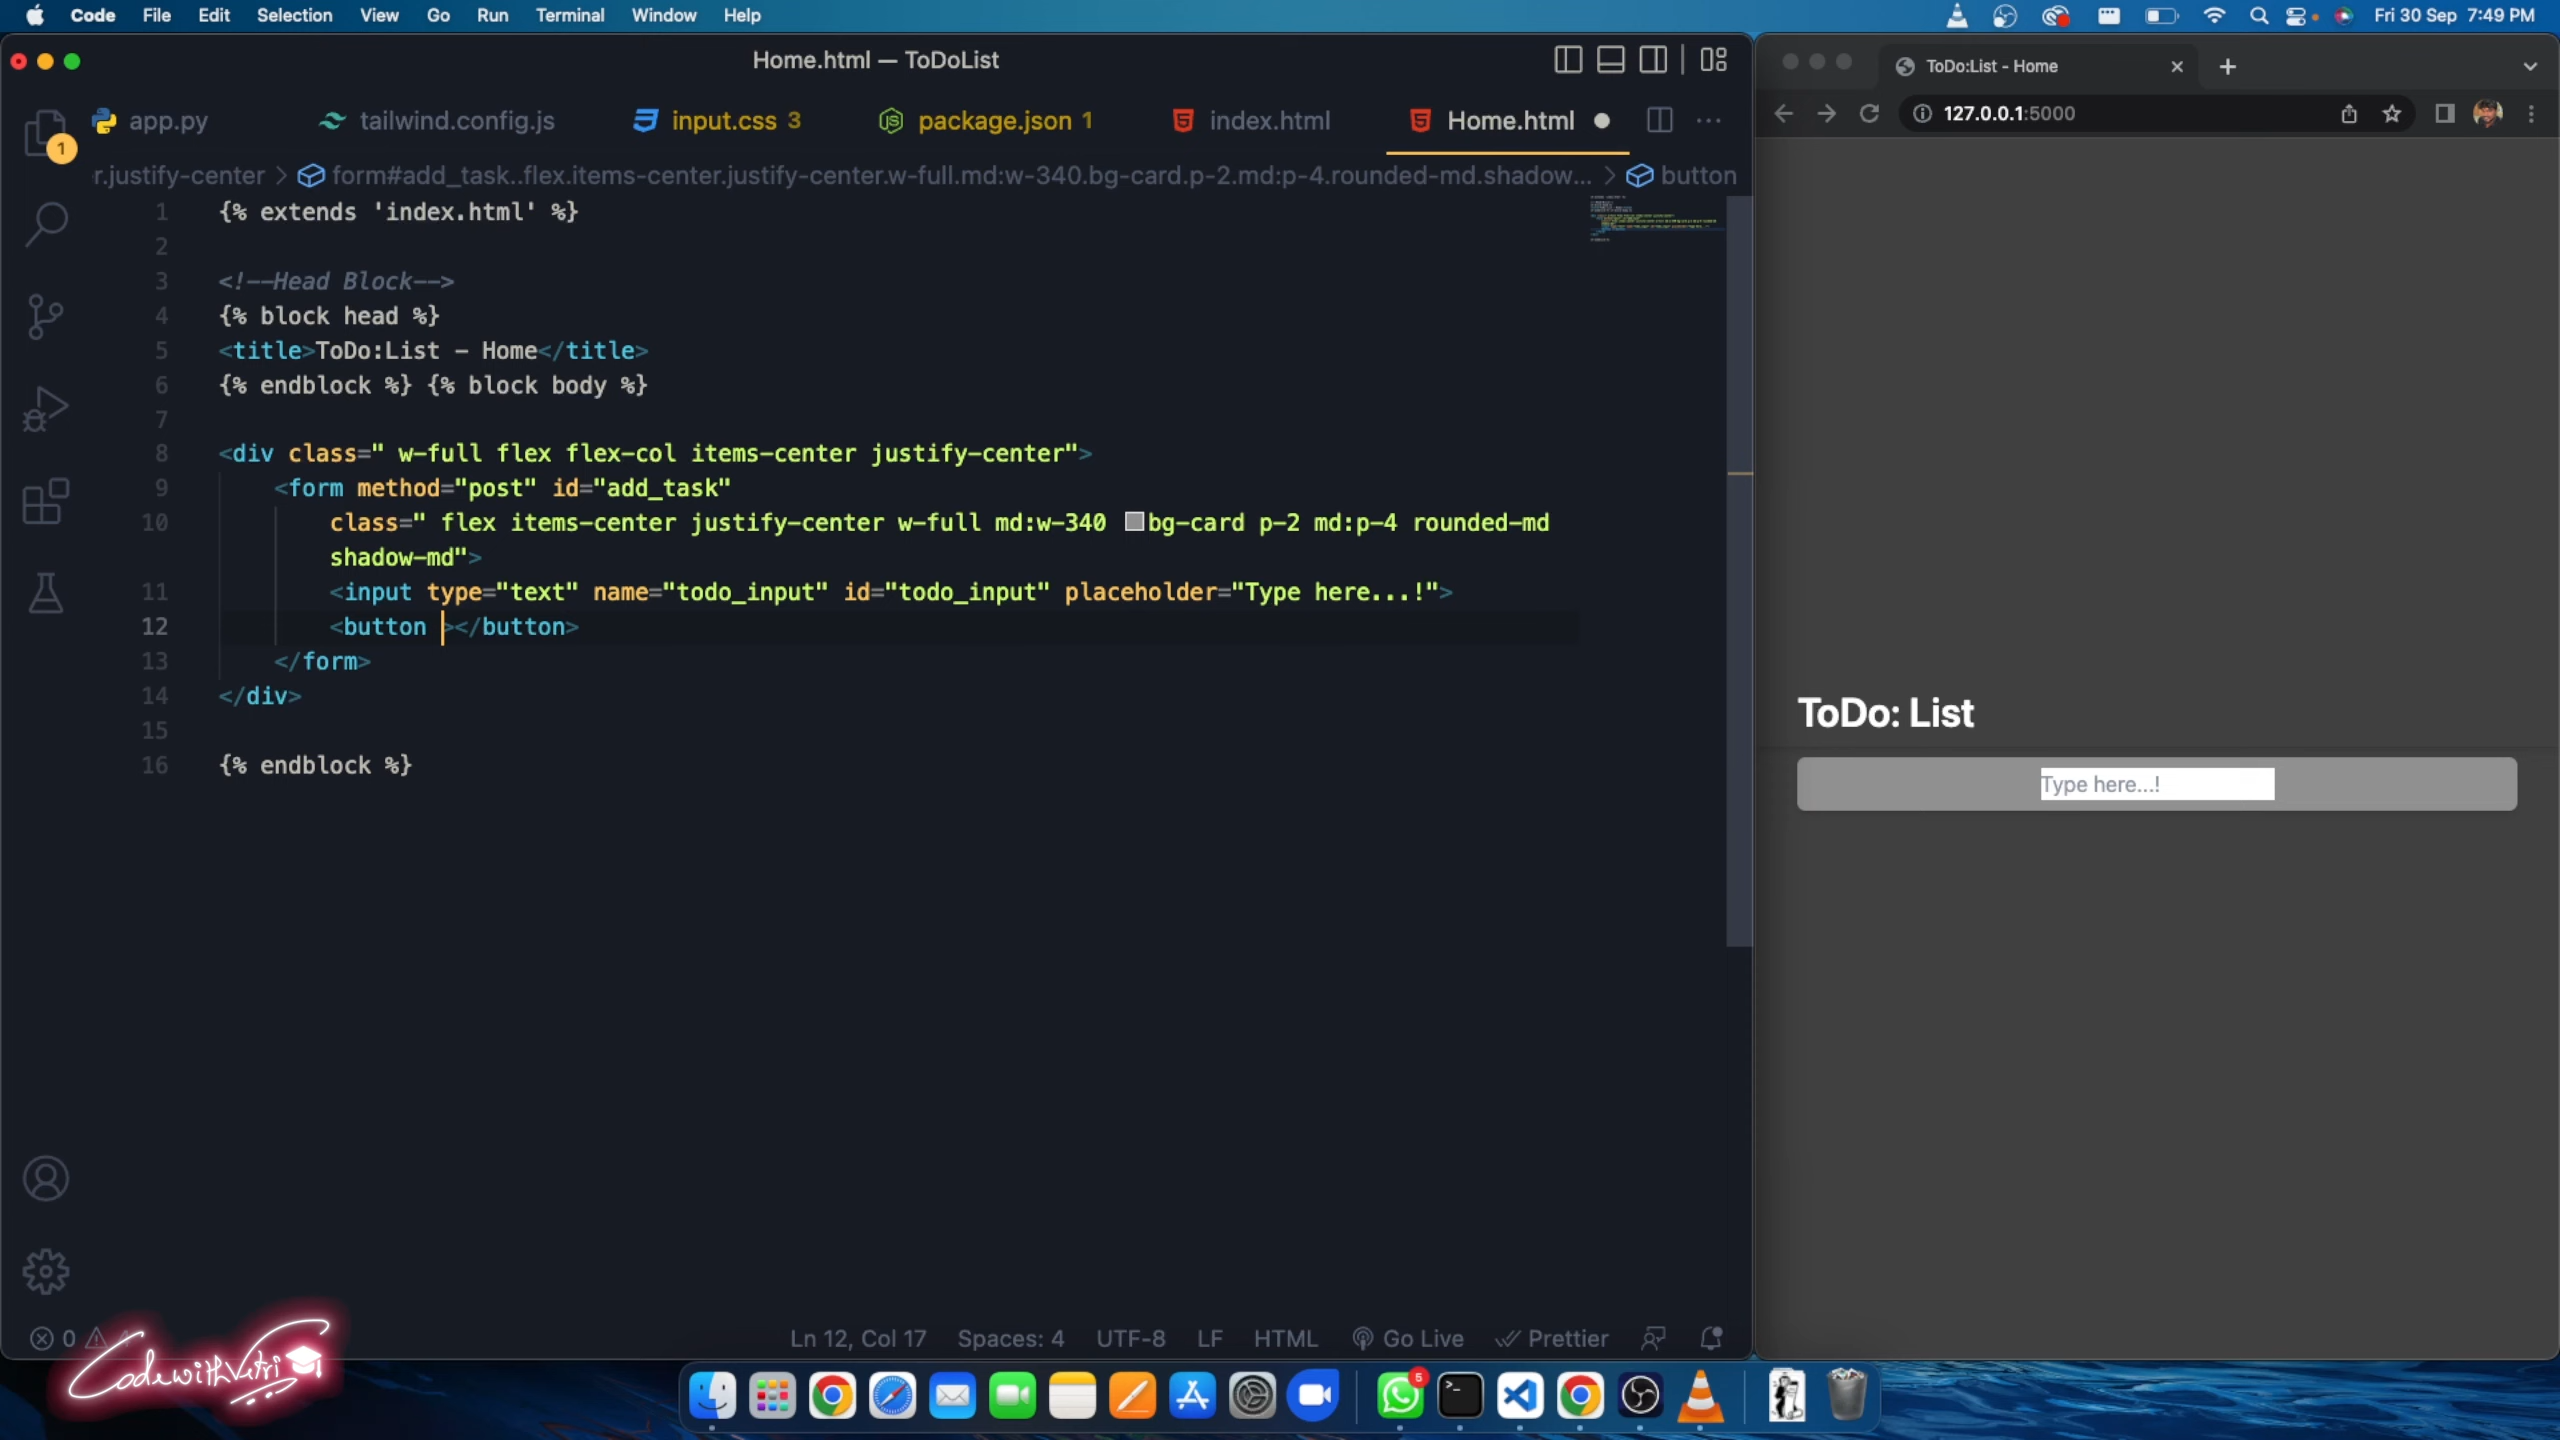 Code File Edit Selection View Go Run Terminal Window Help Fri 30 Sep 7:49 PM
Home.html — ToDoList
app.py tailwind.config.js input.css 3 package.json 1 index.html Home.html
1
r.justify-center > form#add_task..flex.items-center.justify-center.w-full.md:w-340.bg-card.p-2.md:p-4.rounded-md.shadow... > button
1 {% extends 'index.html' %}
2
3 <!--Head Block-->
4 {% block head %}
5 <title>ToDo:List - Home</title>
6 {% endblock %} {% block body %}
7
8 <div class=" w-full flex flex-col items-center justify-center">
9 <form method="post" id="add_task"
10 class=" flex items-center justify-center w-full md:w-340 bg-card p-2 md:p-4 rounded-md
shadow-md">
11 <input type="text" name="todo_input" id="todo_input" placeholder="Type here...!">
12 <button ></button>
13 </form>
14 </div>
15
16 {% endblock %}
0
Ln 12, Col 17 Spaces: 4 UTF-8 LF HTML Go Live Prettier
CodewithVetri
ToDo:List - Home
127.0.0.1:5000
ToDo: List
Type here...!
5